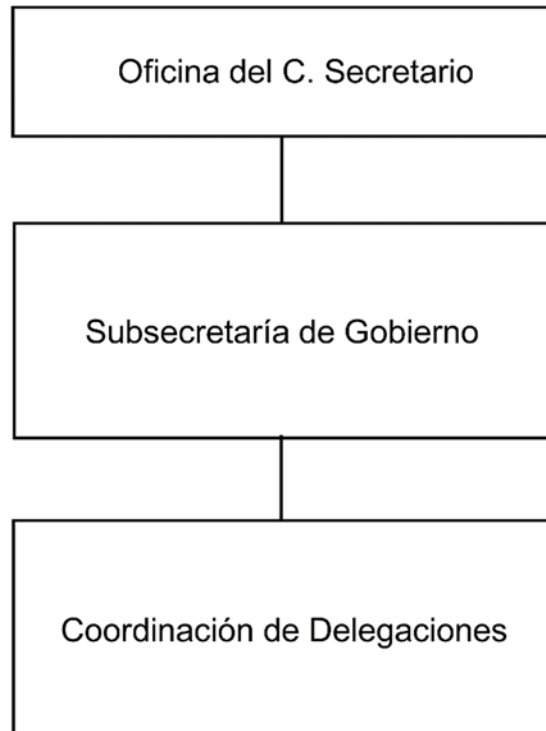 Oficina del C. Secretario
Subsecretaría de Gobierno
Coordinación de Delegaciones